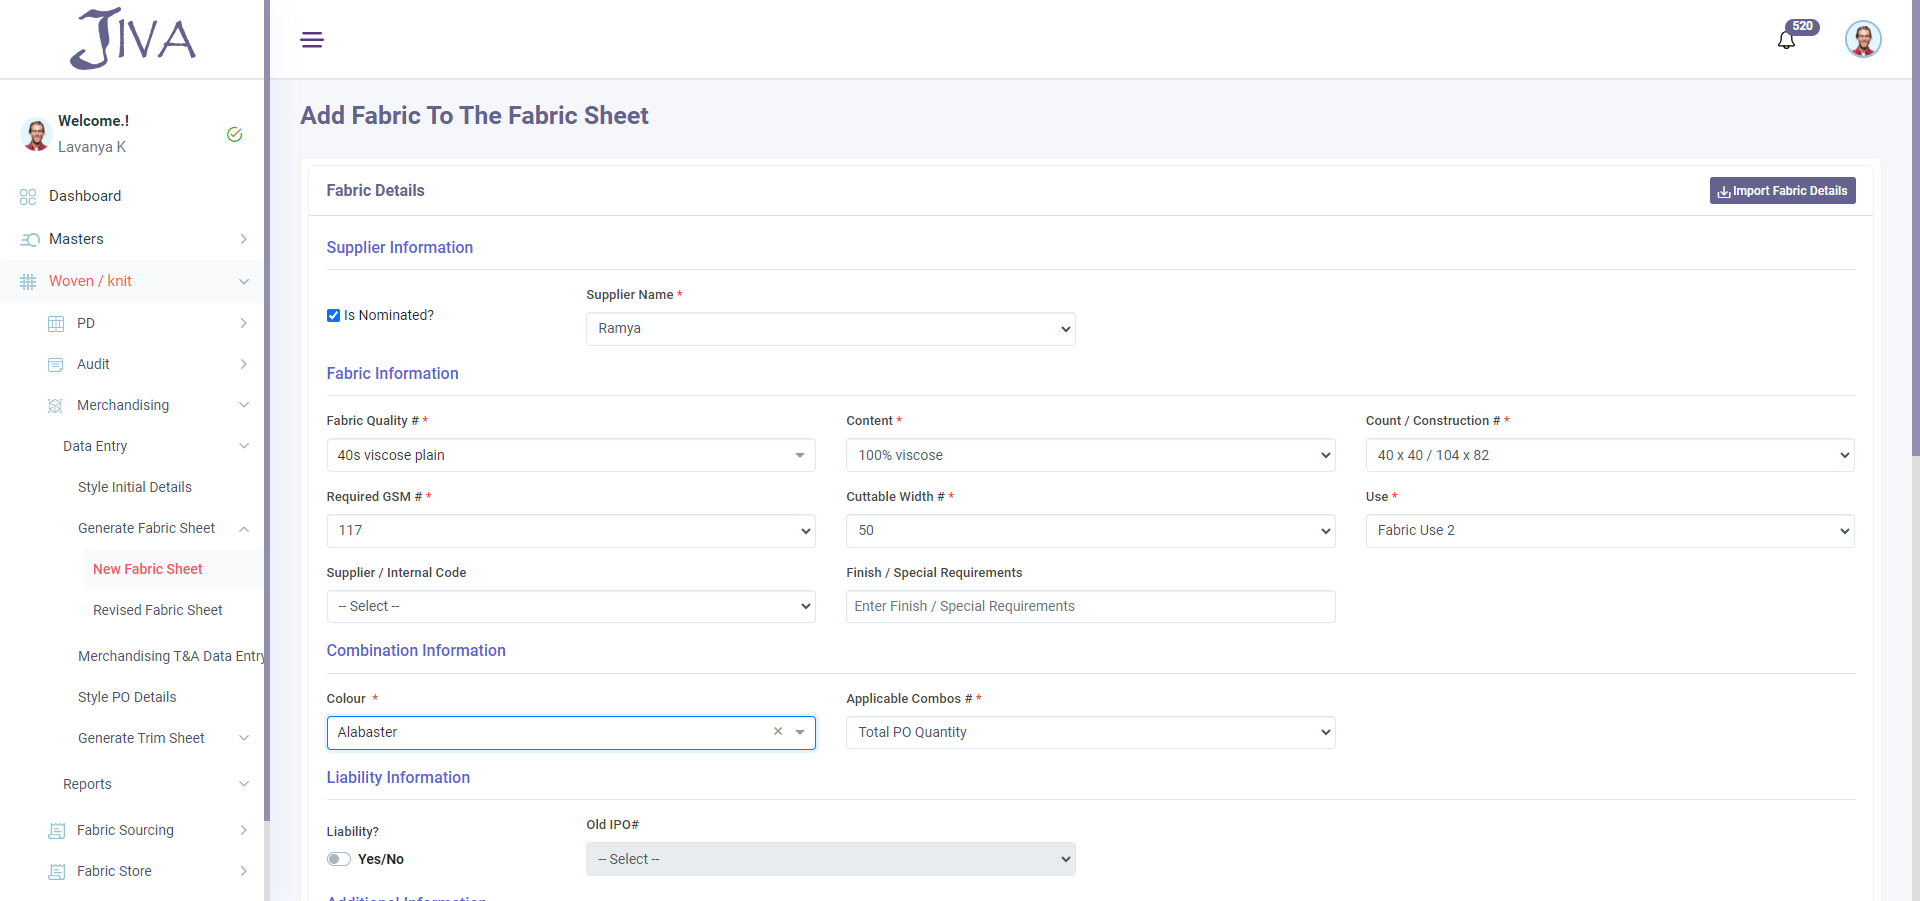 JIVA
520
Welcome.!
Lavanya K
Dashboard
Masters
Woven / knit
PD
Audit
Merchandising
Data Entry
Style Initial Details
Generate Fabric Sheet
New Fabric Sheet
Revised Fabric Sheet
Merchandising T&A Data Entry
Style PO Details
Generate Trim Sheet
Reports
Fabric Sourcing
Fabric Store
Add Fabric To The Fabric Sheet
Fabric Details
Import Fabric Details
Supplier Information
Is Nominated?
Supplier Name *
Ramya
Fabric Information
Fabric Quality # *
Content *
Count / Construction # *
40s viscose plain
100% viscose
40 x 40 / 104 x 82
Required GSM # *
Cuttable Width # *
Use *
117
50
Fabric Use 2
Supplier / Internal Code
Finish / Special Requirements
-- Select --
Enter Finish / Special Requirements
Combination Information
Colour *
Applicable Combos # *
Alabaster
×
Total PO Quantity
Liability Information
Liability?
Old IPO#
Yes/No
-- Select --
Additional Information